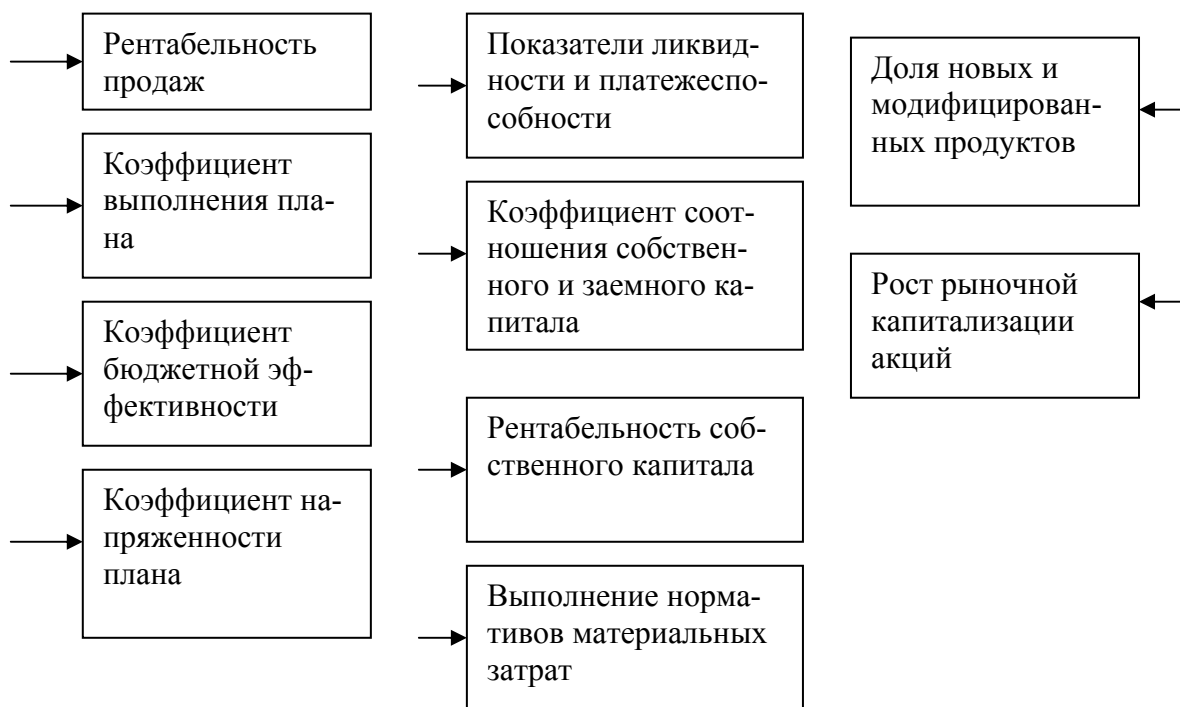 Рентабельность
продаж
Коэффициент
выполнения пла-
на
Коэффициент
бюджетной эф-
фективности
Коэффициент на-
пряженности
плана
Показатели ликвид-
ности и платежеспо-
собности
Коэффициент соот-
ношения собствен-
ного и заемного ка-
питала
Рентабельность соб-
ственного капитала
Выполнение норма-
тивов материальных
затрат
Доля новых и
модифицирован-
ных продуктов
Рост рыночной
капитализации
акций